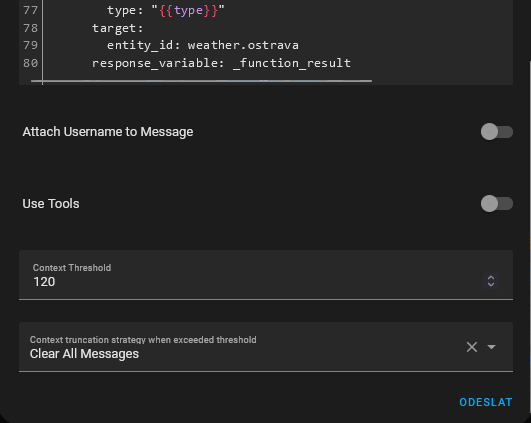 77 type: "{{type}}"
78 target:
79 entity_id: weather.ostrava
80 response_variable: _function_result
Attach Username to Message
Use Tools
Context Threshold
120
Context truncation strategy when exceeded threshold
Clear All Messages
ODESLAT